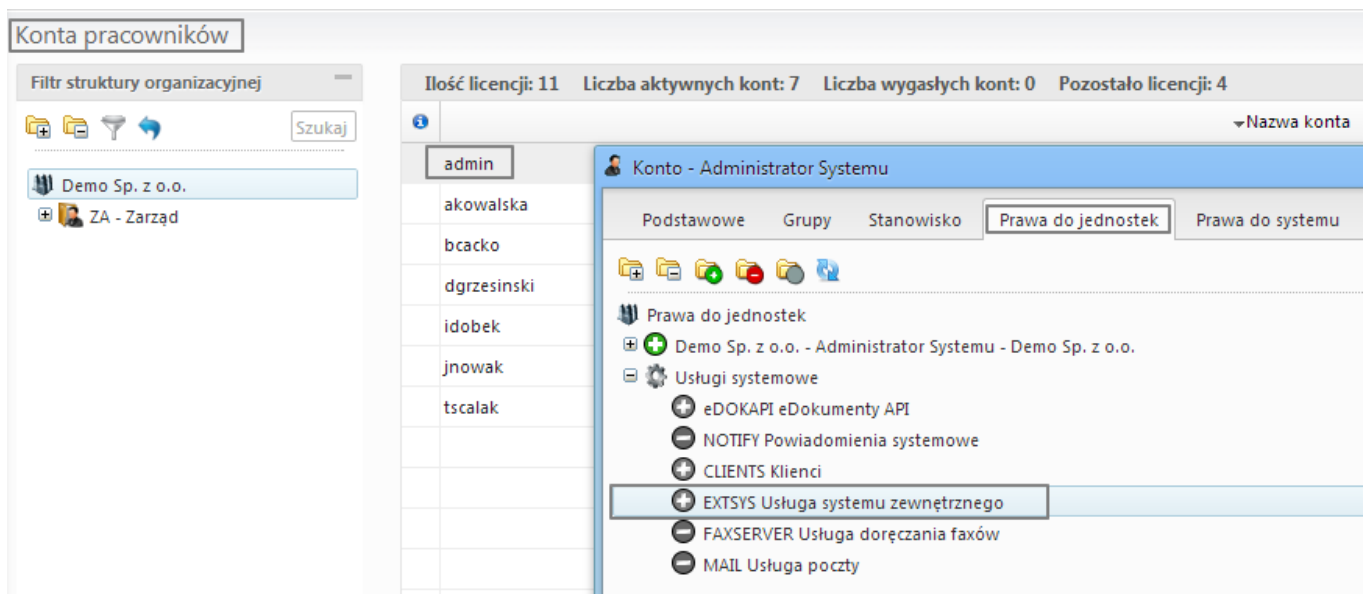 Konta pracowników
Filtr struktury organizacyjnej
Szukaj
Demo Sp. z o.o.
ZA - Zarząd
Ilość licencji: 11 Liczba aktywnych kont: 7 Liczba wygasłych kont: 0 Pozostało licencji: 4
Nazwa konta
admin
akowalska
bcacko
dgrzesinski
idobek
jnowak
tscalak
Konto - Administrator Systemu
Podstawowe Grupy Stanowisko Prawa do jednostek Prawa do systemu
Prawa do jednostek
Demo Sp. z o.o. - Administrator Systemu - Demo Sp. z o.o.
Usługi systemowe
eDOKAPI eDokumenty API
NOTIFY Powiadomienia systemowe
CLIENTS Klienci
EXTSYS Usługa systemu zewnętrznego
FAXSERVER Usługa doręczania faxów
MAIL Usługa poczty